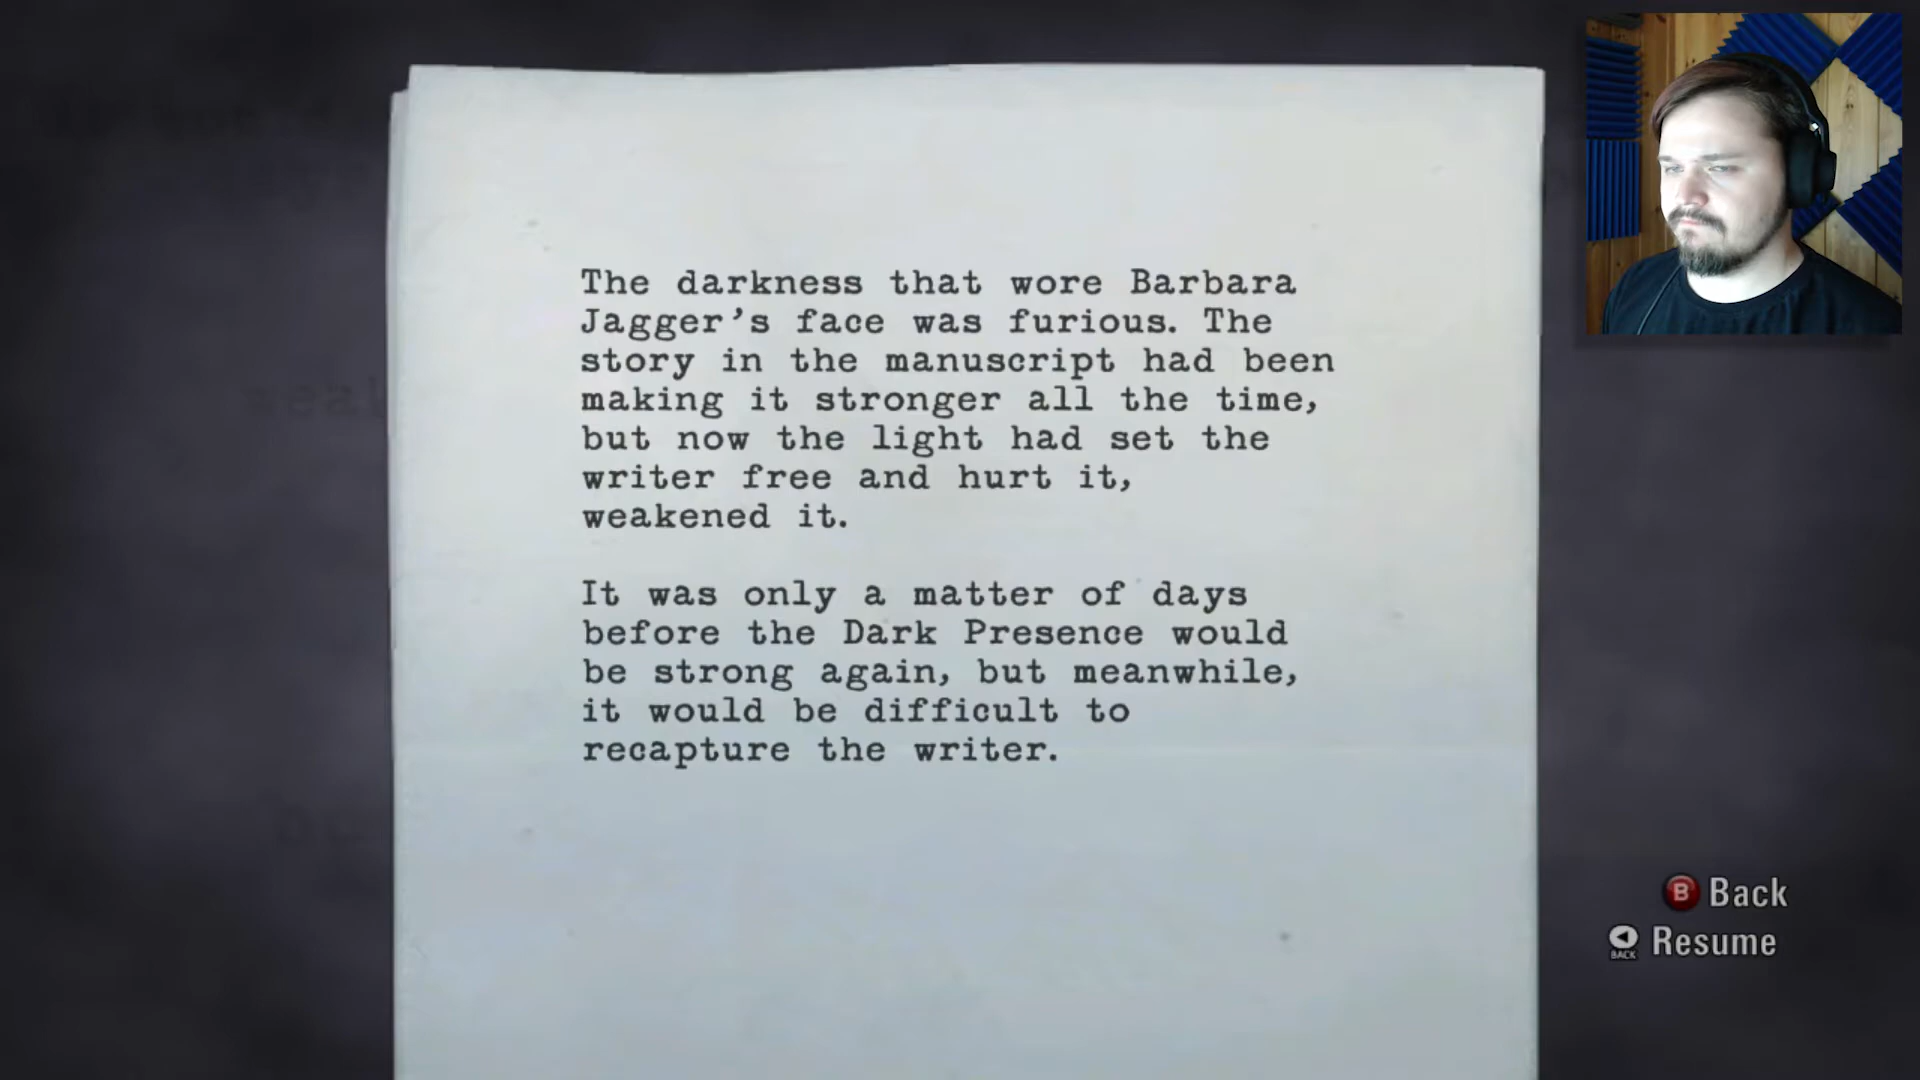 The darkness that wore Barbara
Jagger's face was furious. The
story in the manuscript had been
making it stronger all the time,
but now the light had set the
writer free and hurt it,
weakened it.
It was only a matter of days
before the Dark Presence would
be strong again, but meanwhile,
it would be difficult to
recapture the writer.
B Back
BACK Resume